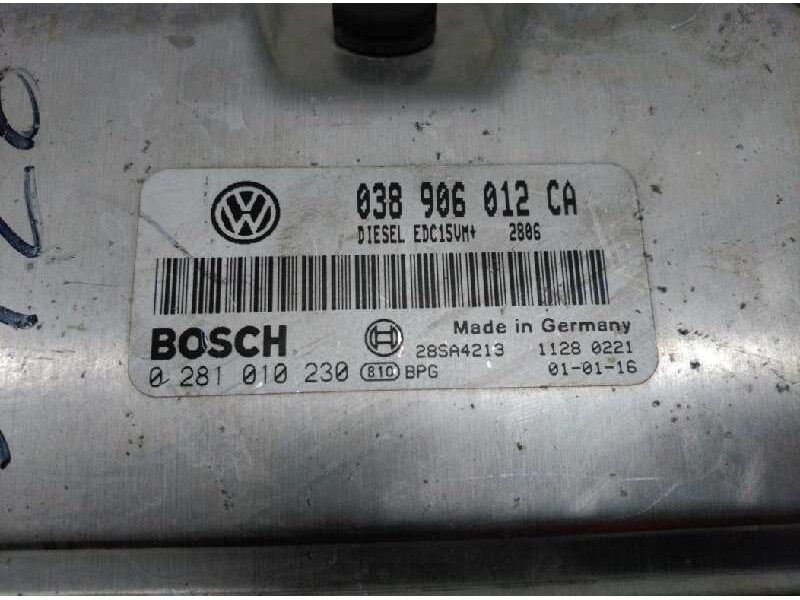 038 906 012 CA
DIESEL EDC15VM+ 2806
BOSCH
Made in Germany
28SA4213 1128 0221
0 281 010 230 810 BPG 01-01-16